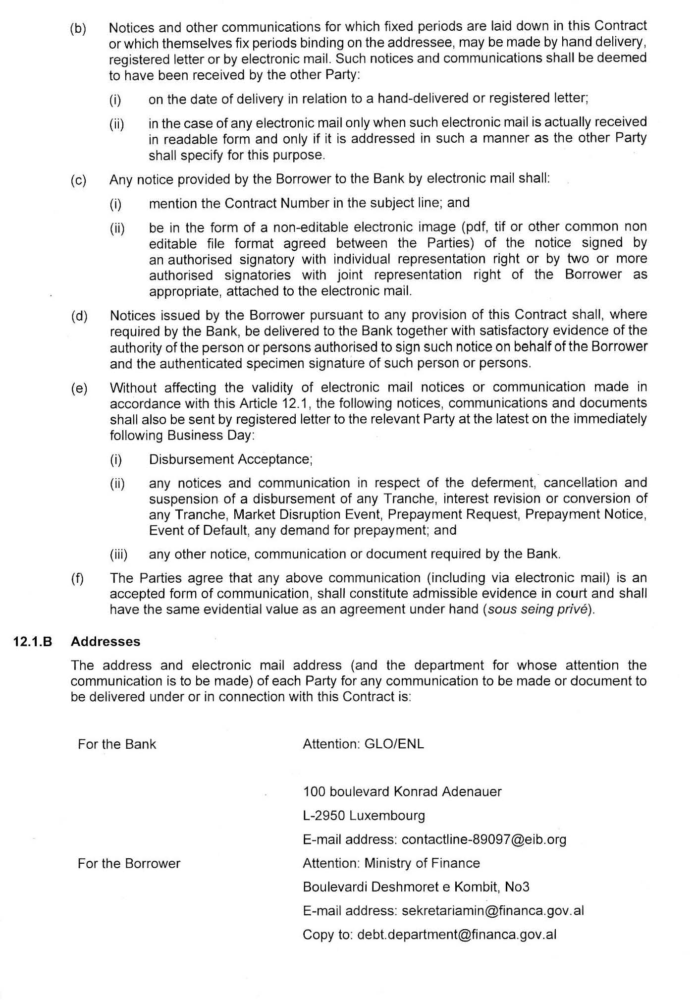 (b) Notices and other communications for which fixed periods are laid down in this Contract
or which themselves fix periods binding on the addressee, may be made by hand delivery,
registered letter or by electronic mail. Such notices and communications shall be deemed
to have been received by the other Party:
(i) on the date of delivery in relation to a hand-delivered or registered letter;
(ii) in the case of any electronic mail only when such electronic mail is actually received
in readable form and only if it is addressed in such a manner as the other Party
shall specify for this purpose.
(c) Any notice provided by the Borrower to the Bank by electronic mail shall:
(i) mention the Contract Number in the subject line; and
(ii) be in the form of a non-editable electronic image (pdf, tif or other common non
editable file format agreed between the Parties) of the notice signed by
an authorised signatory with individual representation right or by two or more
authorised signatories with joint representation right of the Borrower as
appropriate, attached to the electronic mail.
(d) Notices issued by the Borrower pursuant to any provision of this Contract shall, where
required by the Bank, be delivered to the Bank together with satisfactory evidence of the
authority of the person or persons authorised to sign such notice on behalf of the Borrower
and the authenticated specimen signature of such person or persons.
(e) Without affecting the validity of electronic mail notices or communication made in
accordance with this Article 12.1, the following notices, communications and documents
shall also be sent by registered letter to the relevant Party at the latest on the immediately
following Business Day:
(i) Disbursement Acceptance;
(ii) any notices and communication in respect of the deferment, cancellation and
suspension of a disbursement of any Tranche, interest revision or conversion of
any Tranche, Market Disruption Event, Prepayment Request, Prepayment Notice,
Event of Default, any demand for prepayment; and
(iii) any other notice, communication or document required by the Bank.
(f) The Parties agree that any above communication (including via electronic mail) is an
accepted form of communication, shall constitute admissible evidence in court and shall
have the same evidential value as an agreement under hand (sous seing privé).
12.1.B Addresses
The address and electronic mail address (and the department for whose attention the
communication is to be made) of each Party for any communication to be made or document to
be delivered under or in connection with this Contract is:
For the Bank Attention: GLO/ENL
100 boulevard Konrad Adenauer
L-2950 Luxembourg
E-mail address: contactline-89097@eib.org
For the Borrower Attention: Ministry of Finance
Boulevardi Deshmoret e Kombit, No3
E-mail address: sekretariamin@financa.gov.al
Copy to: debt.department@financa.gov.al